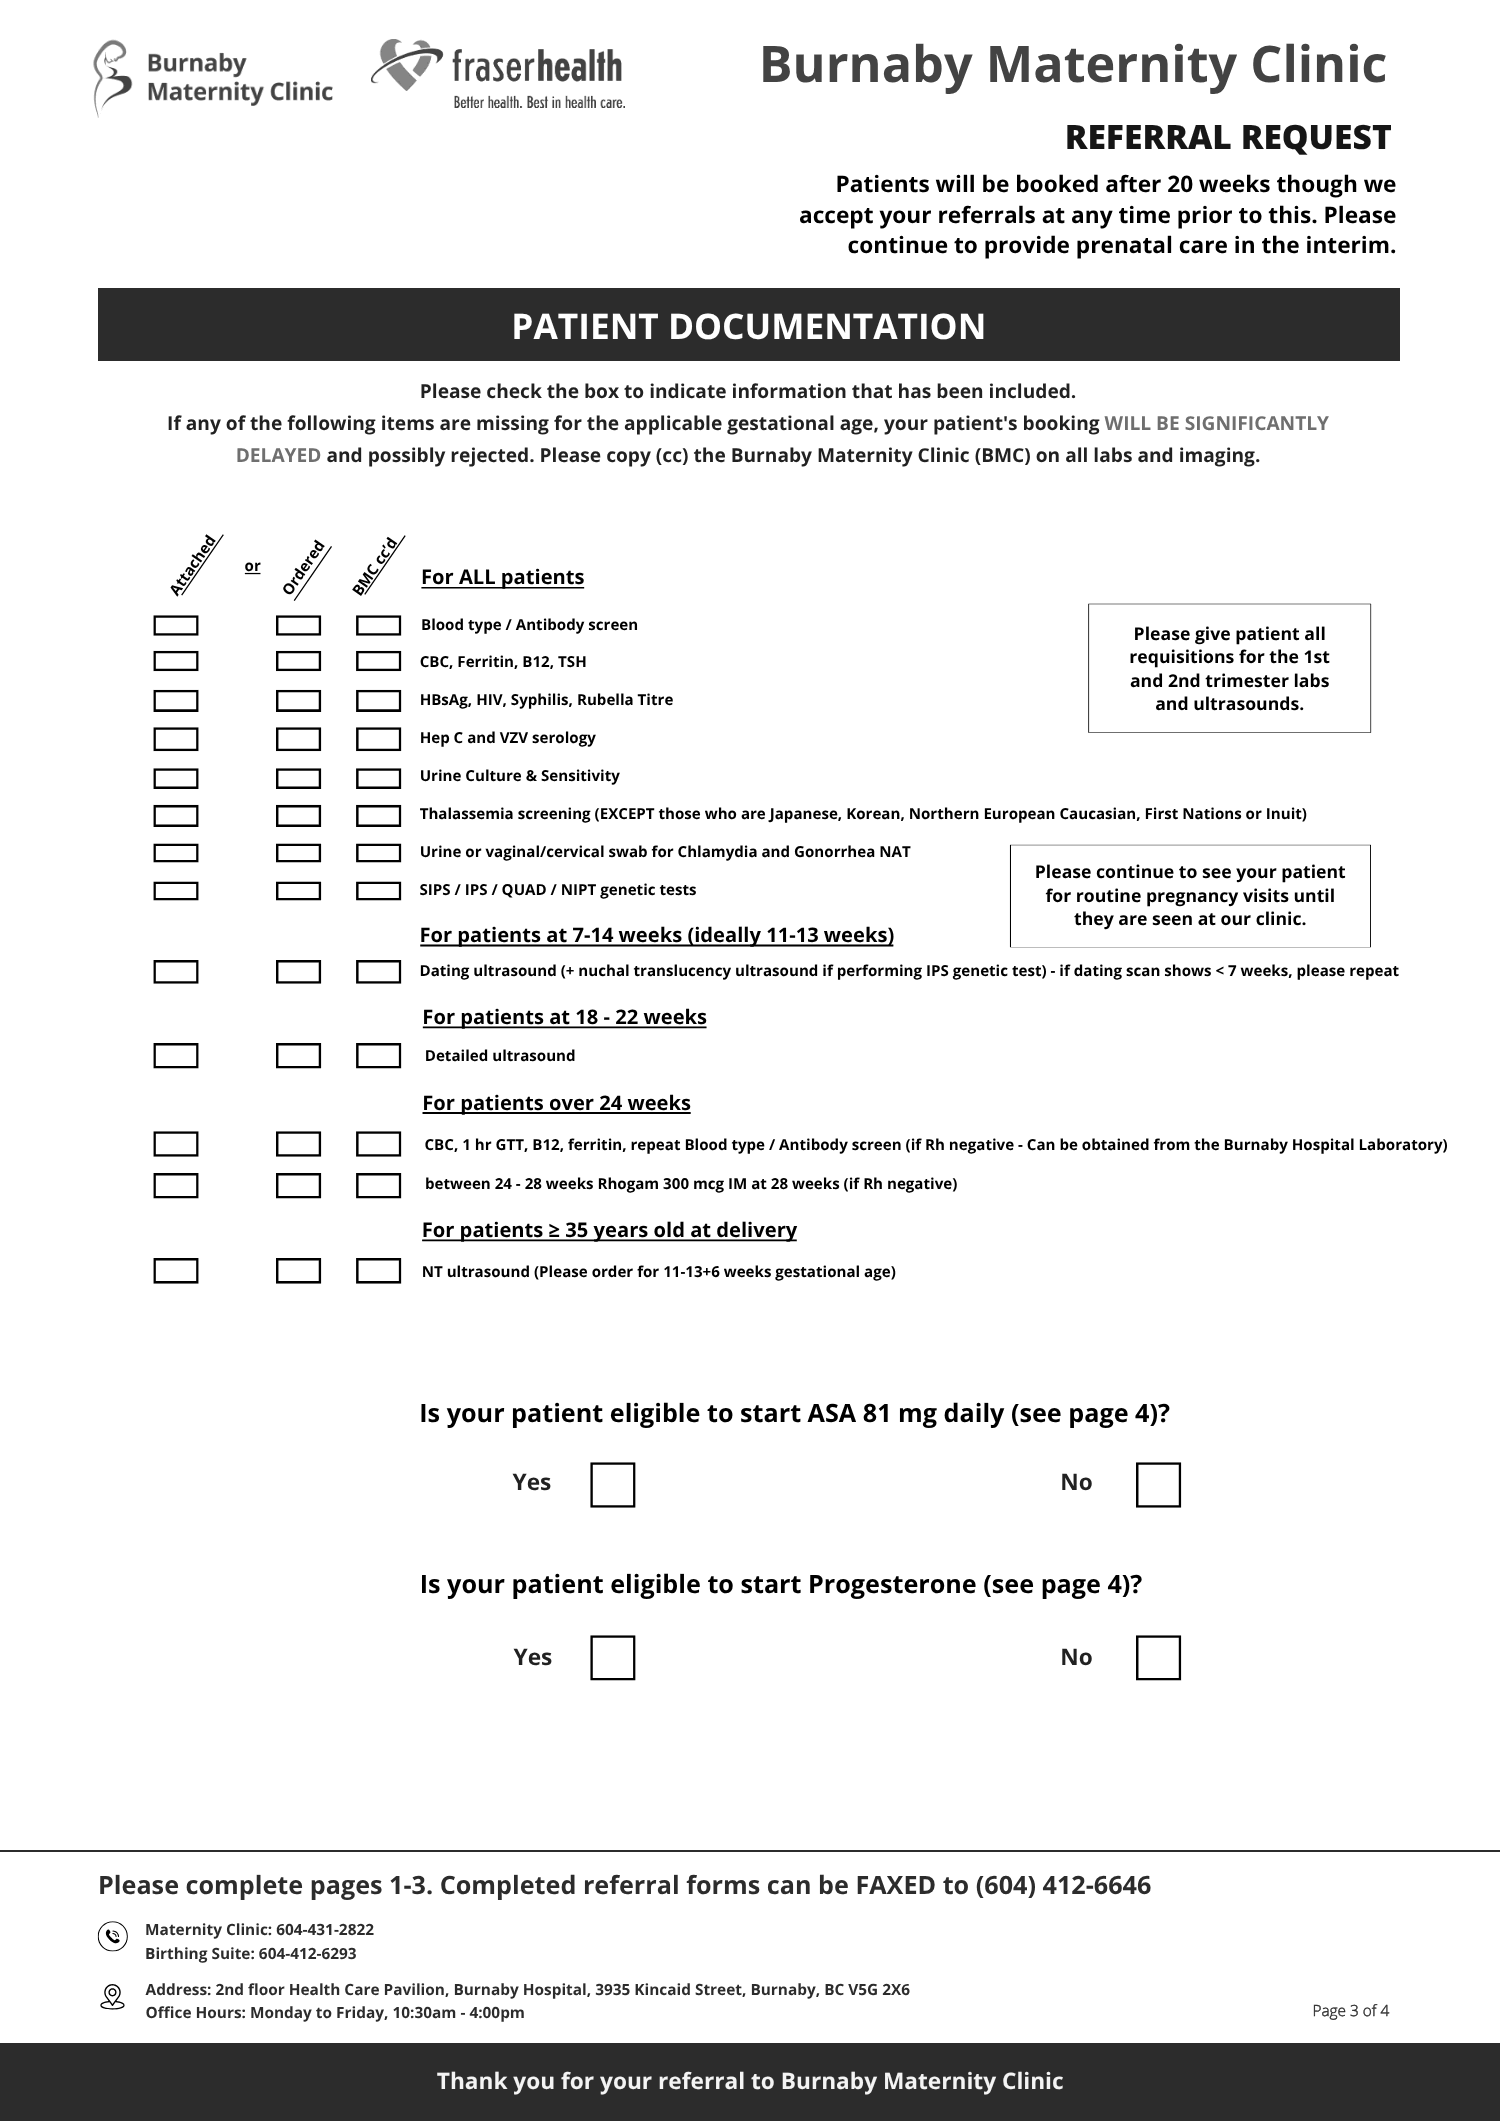 Burnaby
Maternity Clinic
fraserhealth
Better health. Best in health care.
Burnaby Maternity Clinic
REFERRAL REQUEST
Patients will be booked after 20 weeks though we
accept your referrals at any time prior to this. Please
continue to provide prenatal care in the interim.
PATIENT DOCUMENTATION
Please check the box to indicate information that has been included.
If any of the following items are missing for the applicable gestational age, your patient's booking WILL BE SIGNIFICANTLY
DELAYED and possibly rejected. Please copy (cc) the Burnaby Maternity Clinic (BMC) on all labs and imaging.
Attached or Ordered BMC cc'd For ALL patients
Blood type / Antibody screen
CBC, Ferritin, B12, TSH
HBsAg, HIV, Syphilis, Rubella Titre
Hep C and VZV serology
Urine Culture & Sensitivity
Please give patient all
requisitions for the 1st
and 2nd trimester labs
and ultrasounds.
Thalassemia screening (EXCEPT those who are Japanese, Korean, Northern European Caucasian, First Nations or Inuit)
Urine or vaginal/cervical swab for Chlamydia and Gonorrhea NAT
SIPS / IPS / QUAD / NIPT genetic tests
Please continue to see your patient
for routine pregnancy visits until
they are seen at our clinic.
For patients at 7-14 weeks (ideally 11-13 weeks)
Dating ultrasound (+ nuchal translucency ultrasound if performing IPS genetic test) - if dating scan shows < 7 weeks, please repeat
For patients at 18 - 22 weeks
Detailed ultrasound
For patients over 24 weeks
CBC, 1 hr GTT, B12, ferritin, repeat Blood type / Antibody screen (if Rh negative - Can be obtained from the Burnaby Hospital Laboratory)
between 24 - 28 weeks Rhogam 300 mcg IM at 28 weeks (if Rh negative)
For patients ≥ 35 years old at delivery
NT ultrasound (Please order for 11-13+6 weeks gestational age)
Is your patient eligible to start ASA 81 mg daily (see page 4)?
Yes No
Is your patient eligible to start Progesterone (see page 4)?
Yes No
Please complete pages 1-3. Completed referral forms can be FAXED to (604) 412-6646
Maternity Clinic: 604-431-2822
Birthing Suite: 604-412-6293
Address: 2nd floor Health Care Pavilion, Burnaby Hospital, 3935 Kincaid Street, Burnaby, BC V5G 2X6
Office Hours: Monday to Friday, 10:30am - 4:00pm
Page 3 of 4
Thank you for your referral to Burnaby Maternity Clinic